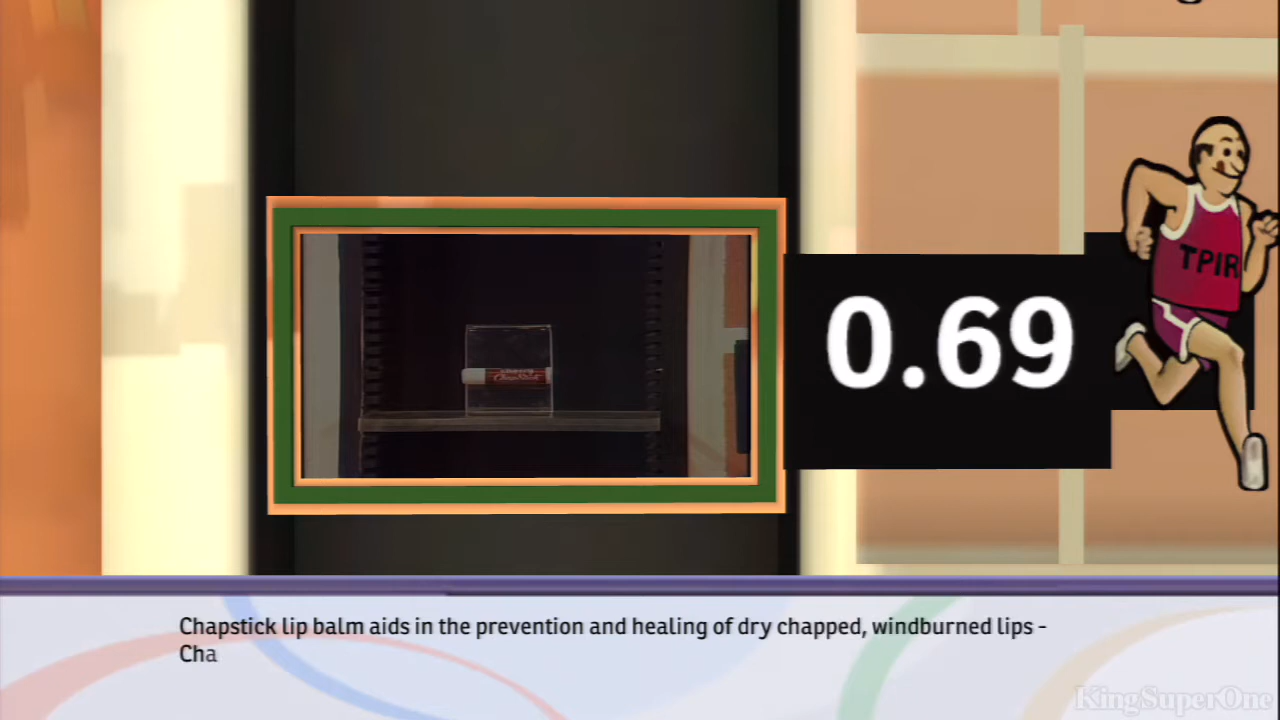 0.69
TPIR
ChapStick
Chapstick lip balm aids in the prevention and healing of dry chapped, windburned lips -
Cha
KingSuperOne